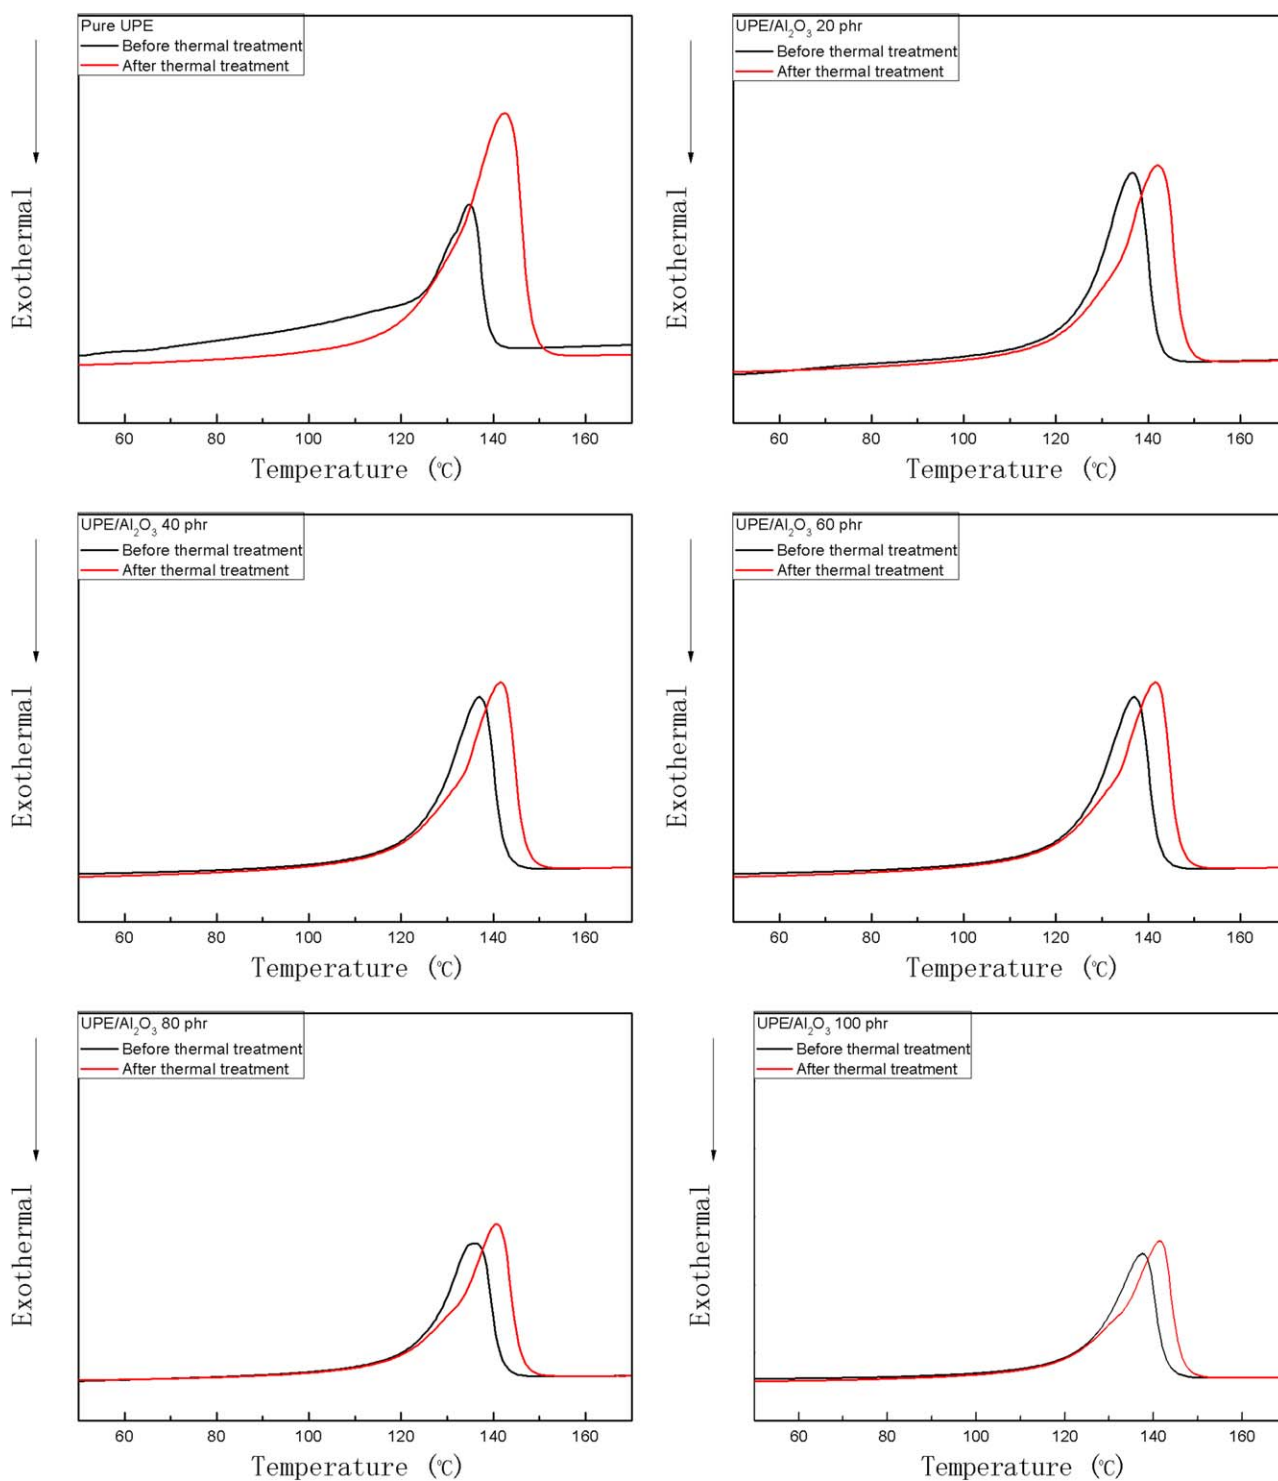 Pure UPE
Before thermal treatment
After thermal treatment
Exothermal
60 80 100 120 140 160
Temperature (℃)
UPE/Al₂O₃ 20 phr
Before thermal treatment
After thermal treatment
Exothermal
60 80 100 120 140 160
Temperature (℃)
UPE/Al₂O₃ 40 phr
Before thermal treatment
After thermal treatment
Exothermal
60 80 100 120 140 160
Temperature (℃)
UPE/Al₂O₃ 60 phr
Before thermal treatment
After thermal treatment
Exothermal
60 80 100 120 140 160
Temperature (℃)
UPE/Al₂O₃ 80 phr
Before thermal treatment
After thermal treatment
Exothermal
60 80 100 120 140 160
Temperature (℃)
UPE/Al₂O₃ 100 phr
Before thermal treatment
After thermal treatment
Exothermal
60 80 100 120 140 160
Temperature (℃)